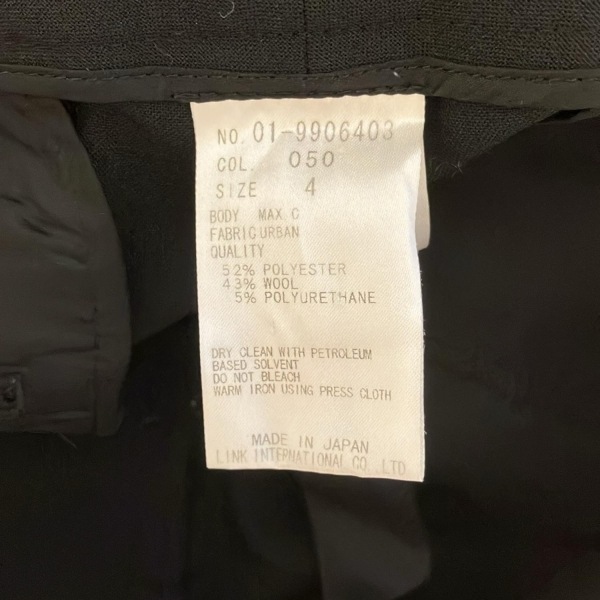 NO. 01-9906403
COL. 050
SIZE 4
BODY MAX.C
FABRIC URBAN
QUALITY
52% POLYESTER
43% WOOL
5% POLYURETHANE
DRY CLEAN WITH PETROLEUM
BASED SOLVENT
DO NOT BLEACH
WARM IRON USING PRESS CLOTH
MADE IN JAPAN
LINK INTERNATIONAL CO., LTD.